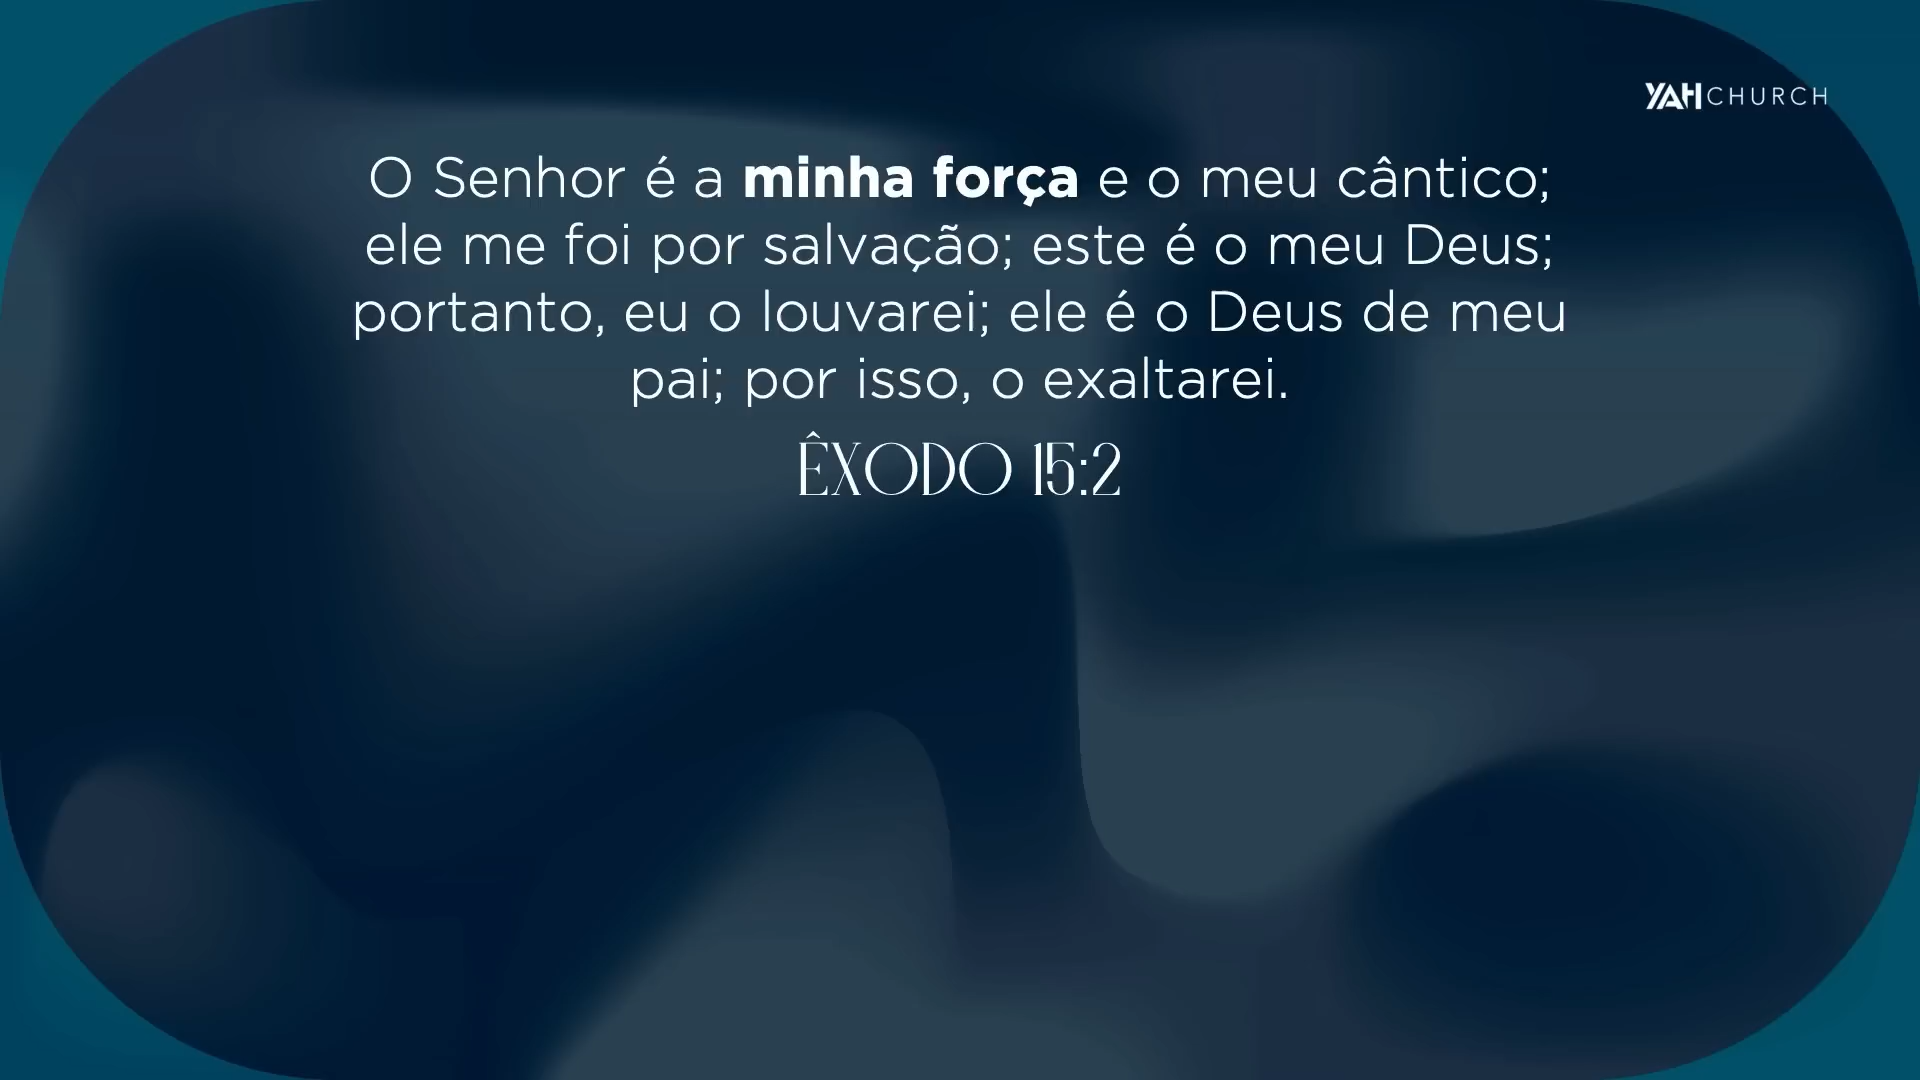 YAH CHURCH
O Senhor é a minha força e o meu cântico;
ele me foi por salvação; este é o meu Deus;
portanto, eu o louvarei; ele é o Deus de meu
pai; por isso, o exaltarei.
ÊXODO 15:2